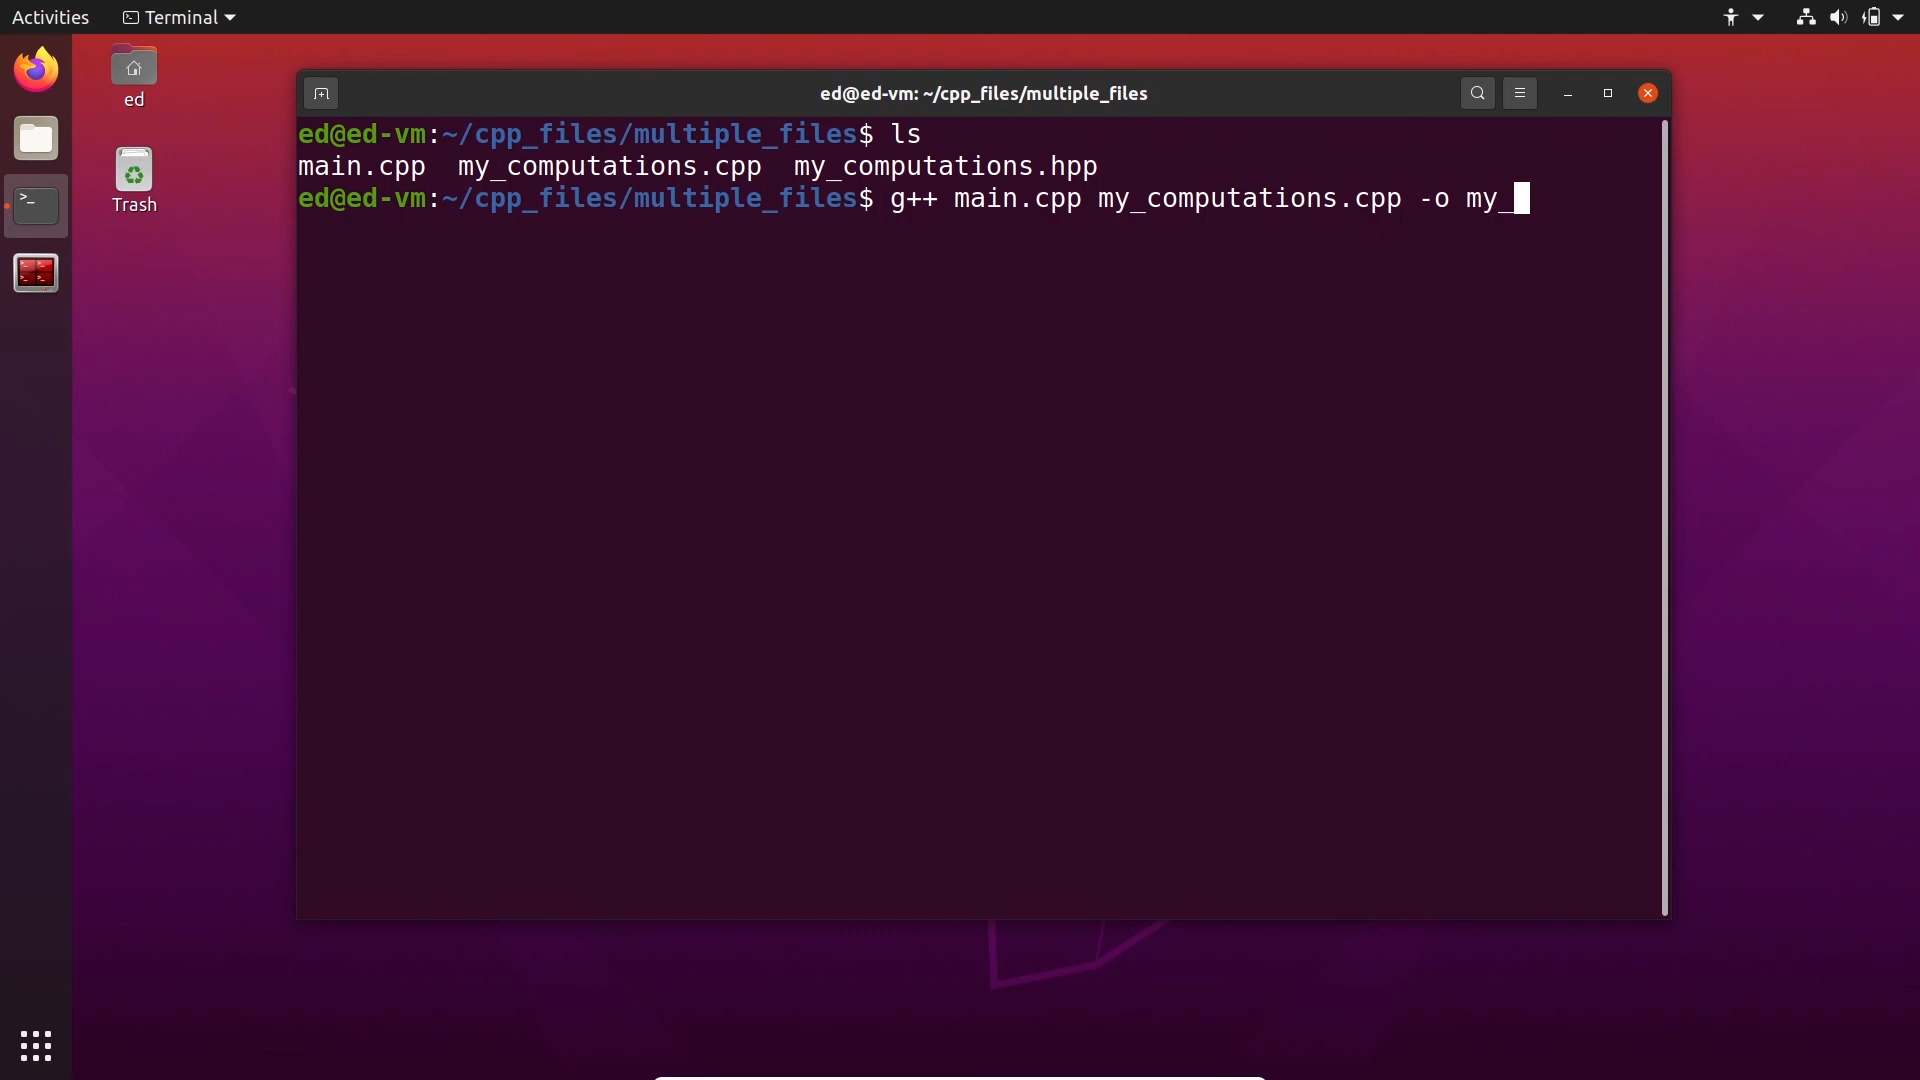 Activities Terminal
ed
Trash
ed@ed-vm: ~/cpp_files/multiple_files
ed@ed-vm:~/cpp_files/multiple_files$ ls
main.cpp  my_computations.cpp  my_computations.hpp
ed@ed-vm:~/cpp_files/multiple_files$ g++ main.cpp my_computations.cpp -o my_